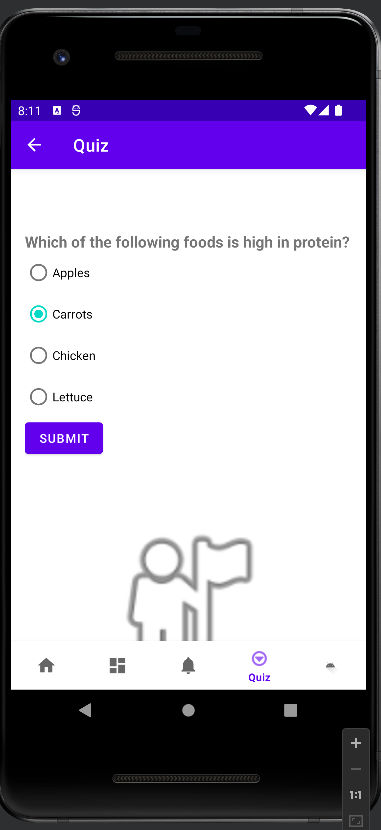 8:11
Quiz
Which of the following foods is high in protein?
Apples
Carrots
Chicken
Lettuce
SUBMIT
Quiz
1:1